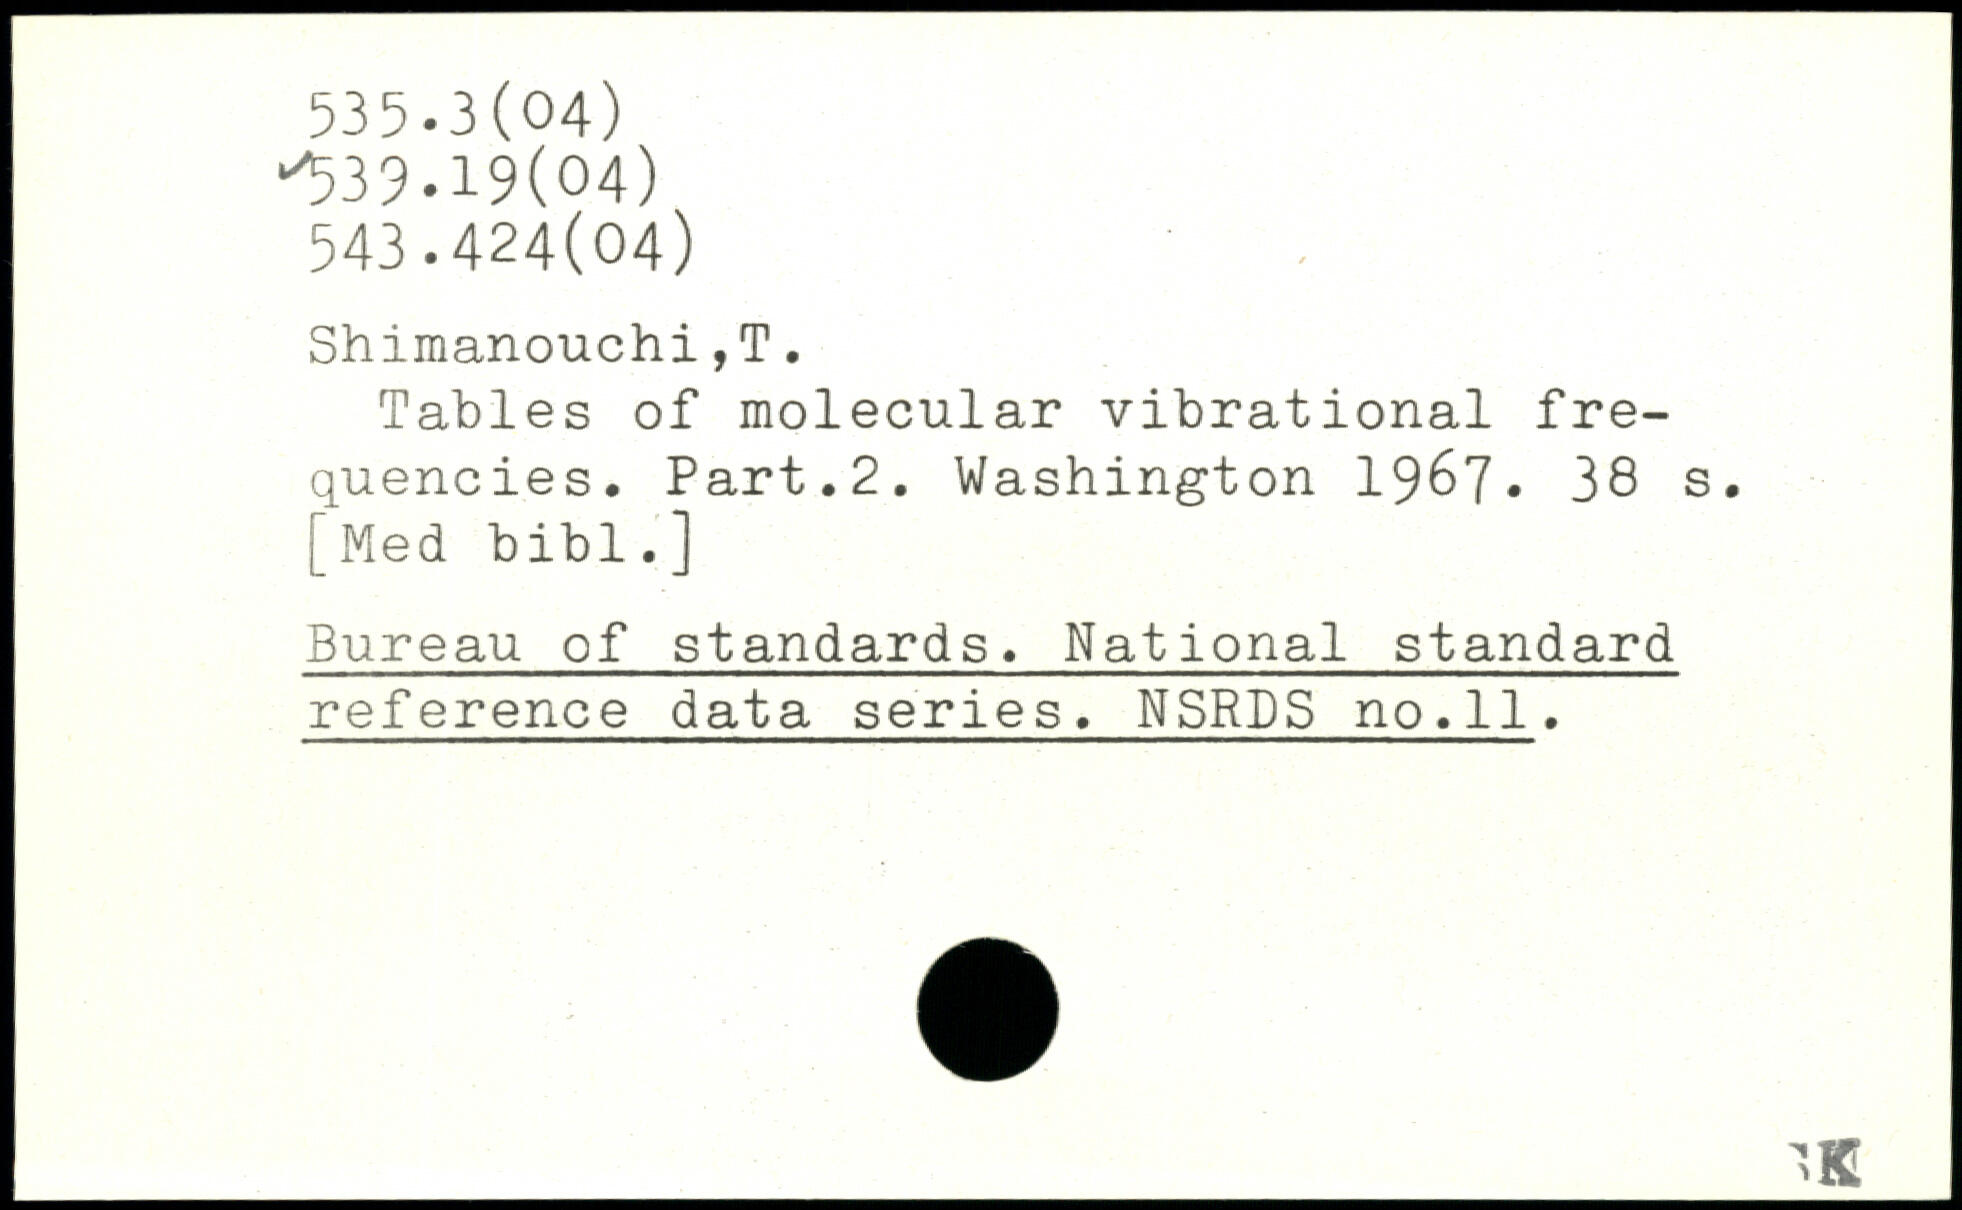 535.3(04)
✓539.19(04)
543.424(04)
Shimanouchi,T.
Tables of molecular vibrational fre-
quencies. Part.2. Washington 1967. 38 s.
[Med bibl.]
Bureau of standards. National standard
reference data series. NSRDS no.11.
K